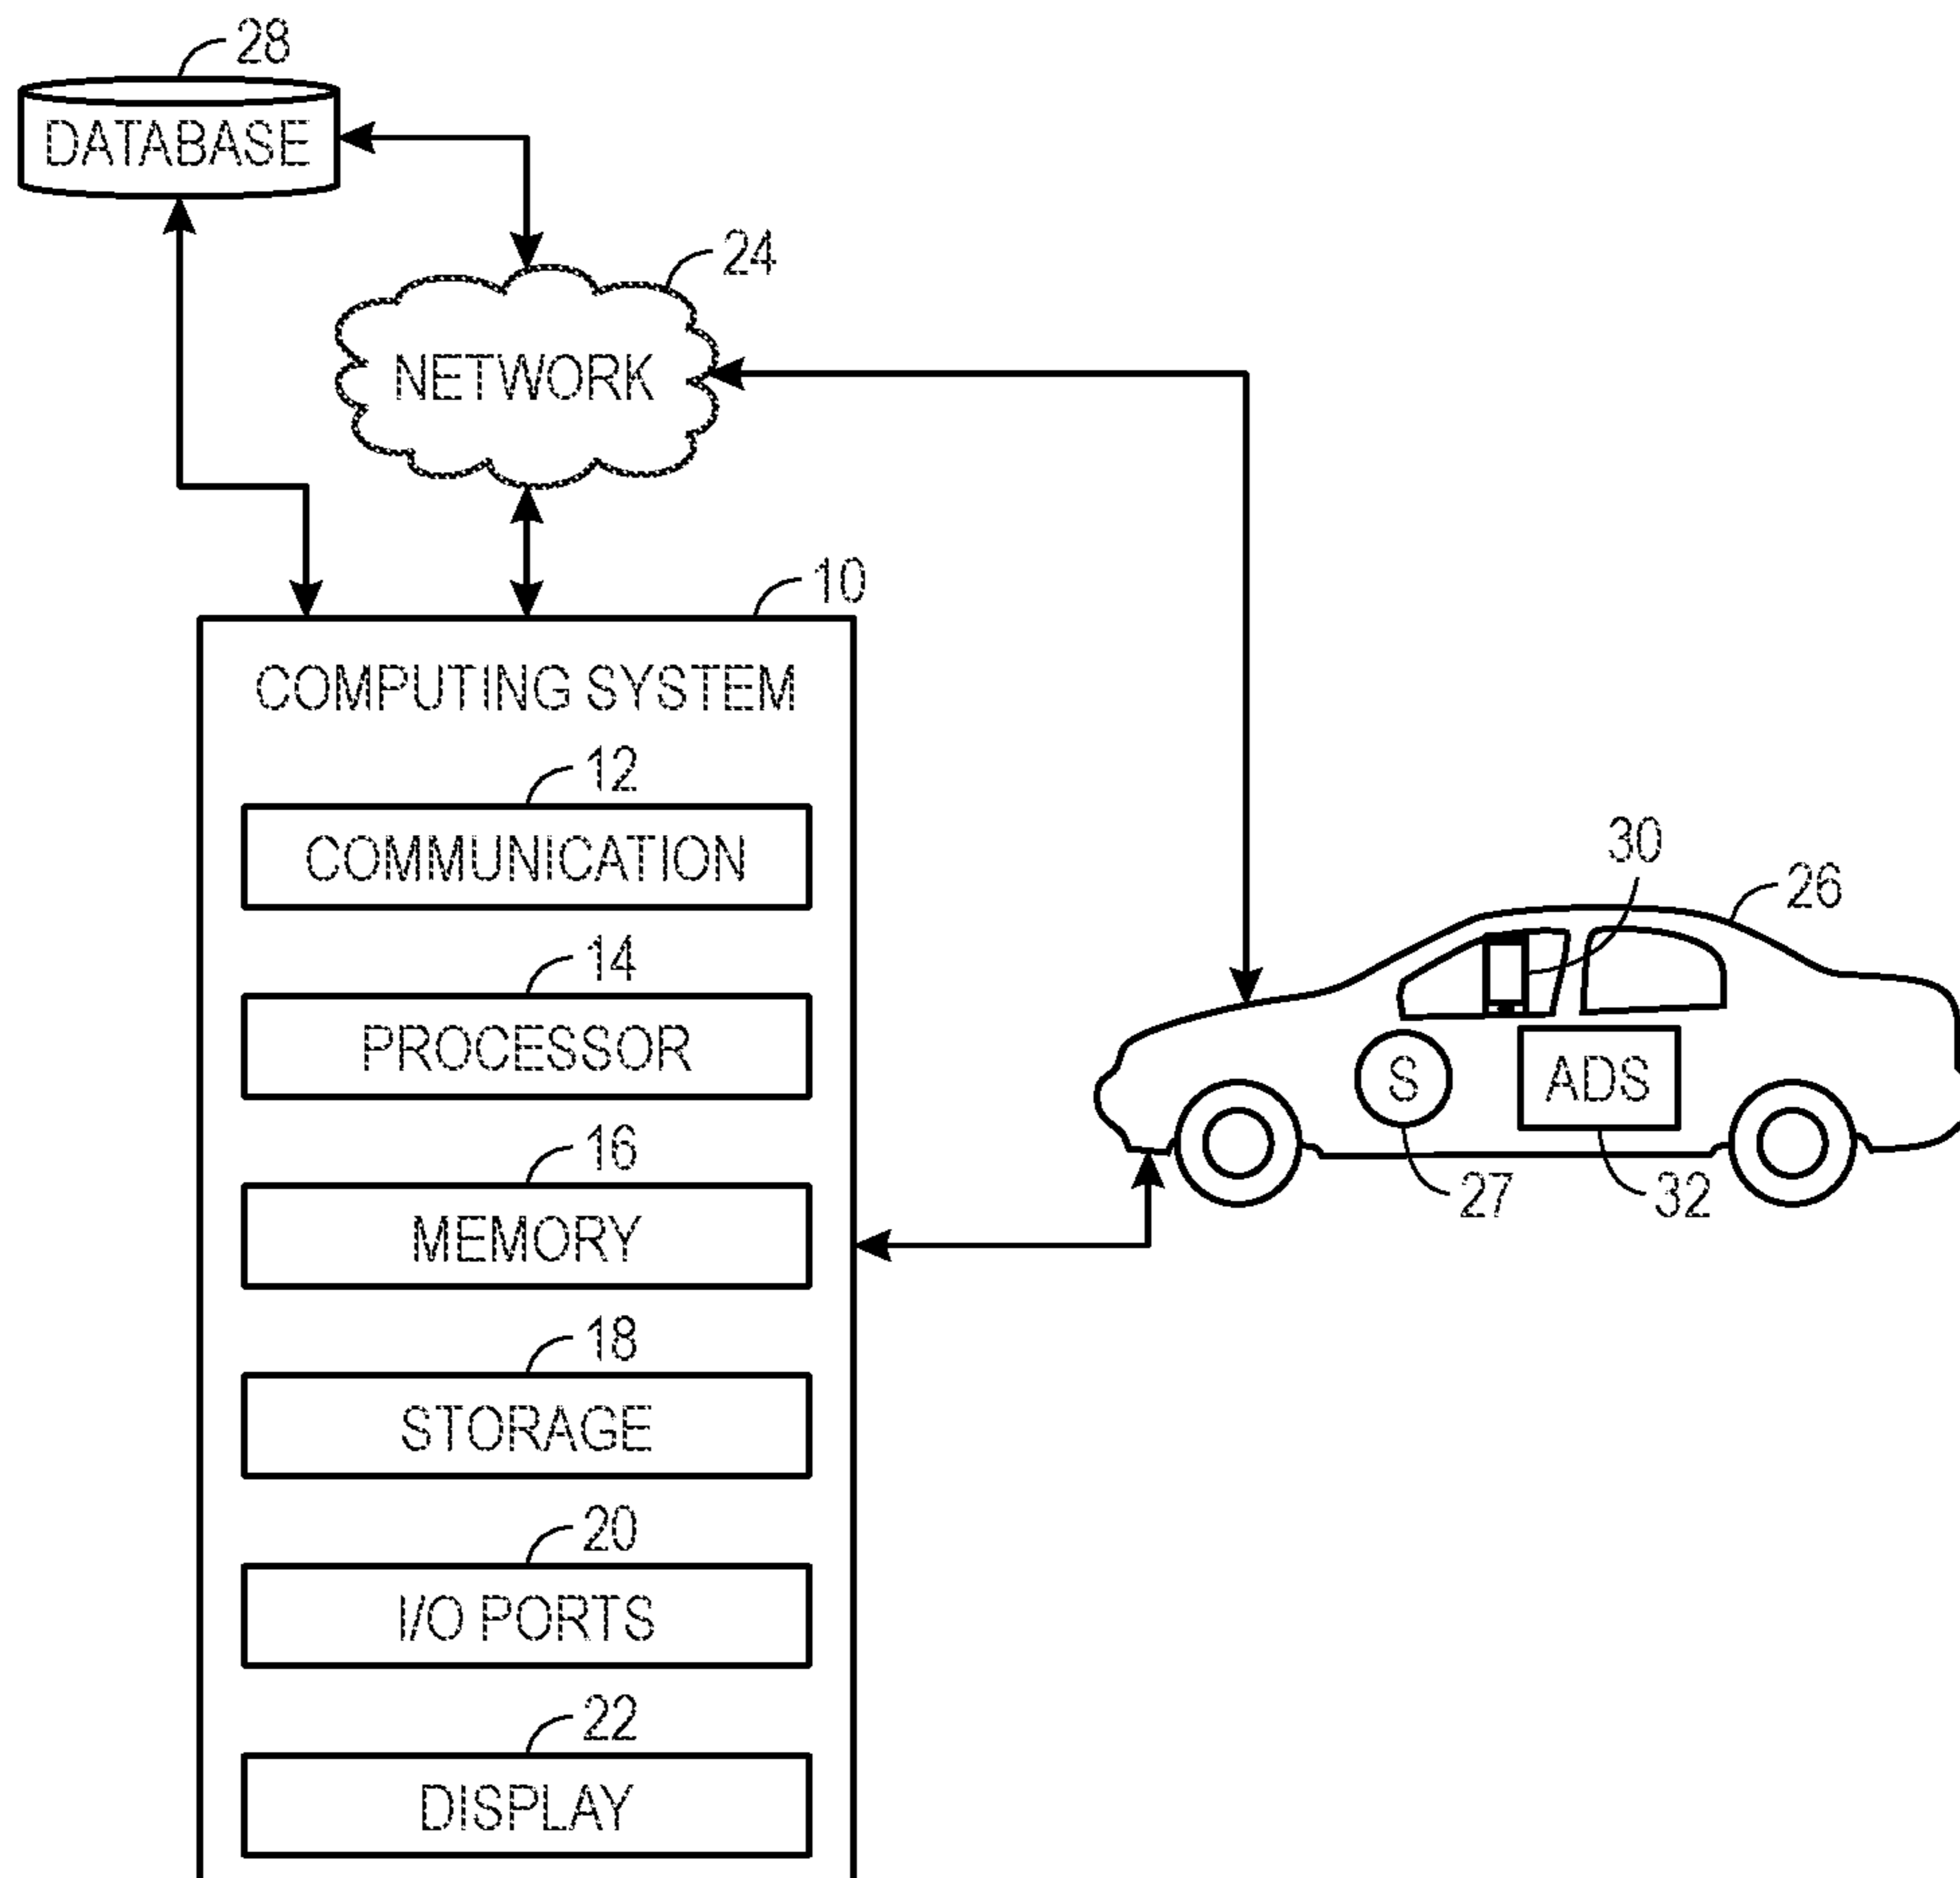 28
DATABASE
24
NETWORK
10
COMPUTING SYSTEM
12
COMMUNICATION
14
PROCESSOR
16
MEMORY
18
STORAGE
20
I/O PORTS
22
DISPLAY
30
26
S
ADS
27
32